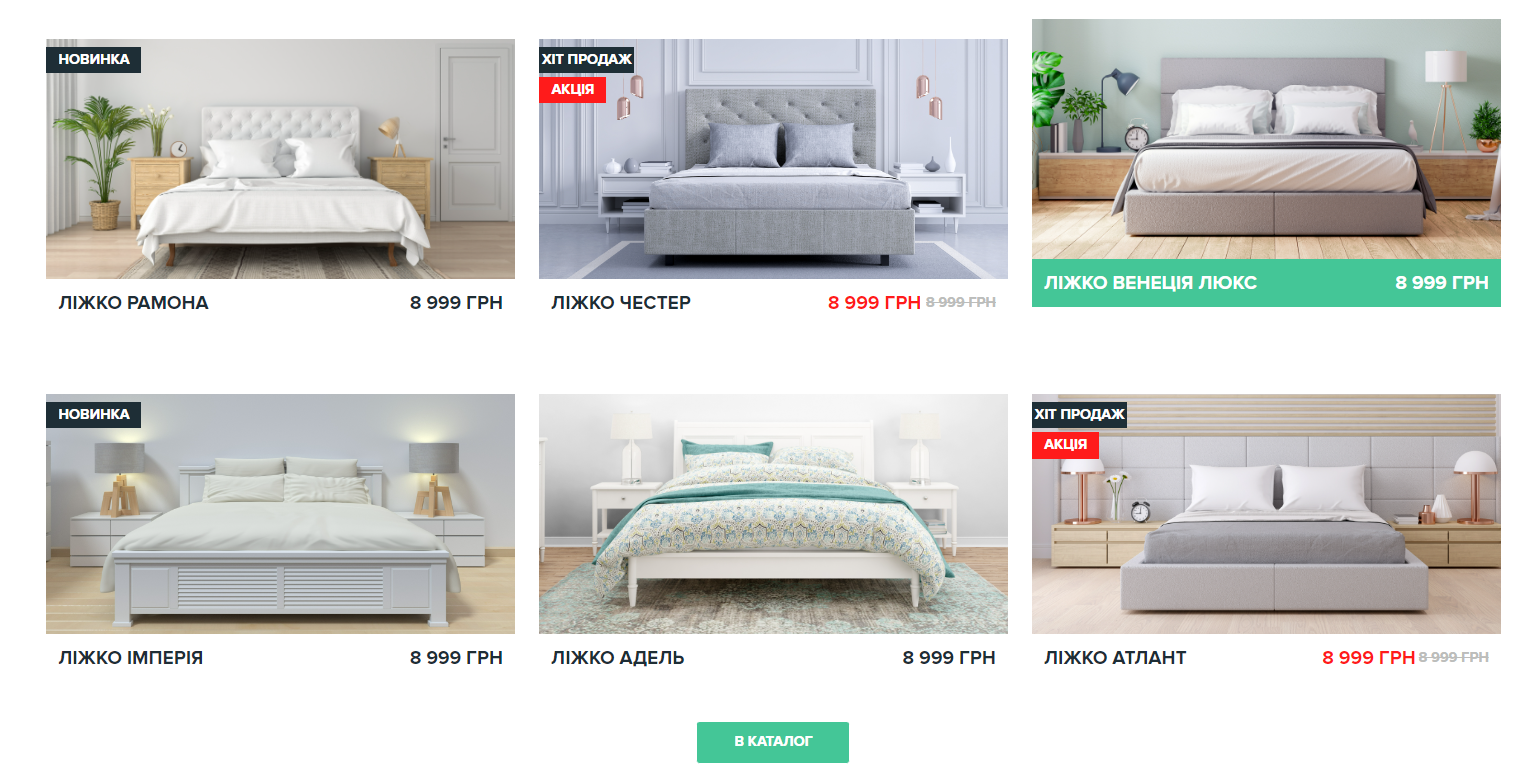 НОВИНКА
ХІТ ПРОДАЖ
АКЦІЯ
ЛІЖКО РАМОНА 8 999 ГРН
ЛІЖКО ЧЕСТЕР 8 999 ГРН 8 999 ГРН
ЛІЖКО ВЕНЕЦІЯ ЛЮКС 8 999 ГРН
НОВИНКА
ХІТ ПРОДАЖ
АКЦІЯ
ЛІЖКО ІМПЕРІЯ 8 999 ГРН
ЛІЖКО АДЕЛЬ 8 999 ГРН
ЛІЖКО АТЛАНТ 8 999 ГРН 8 999 ГРН
В КАТАЛОГ